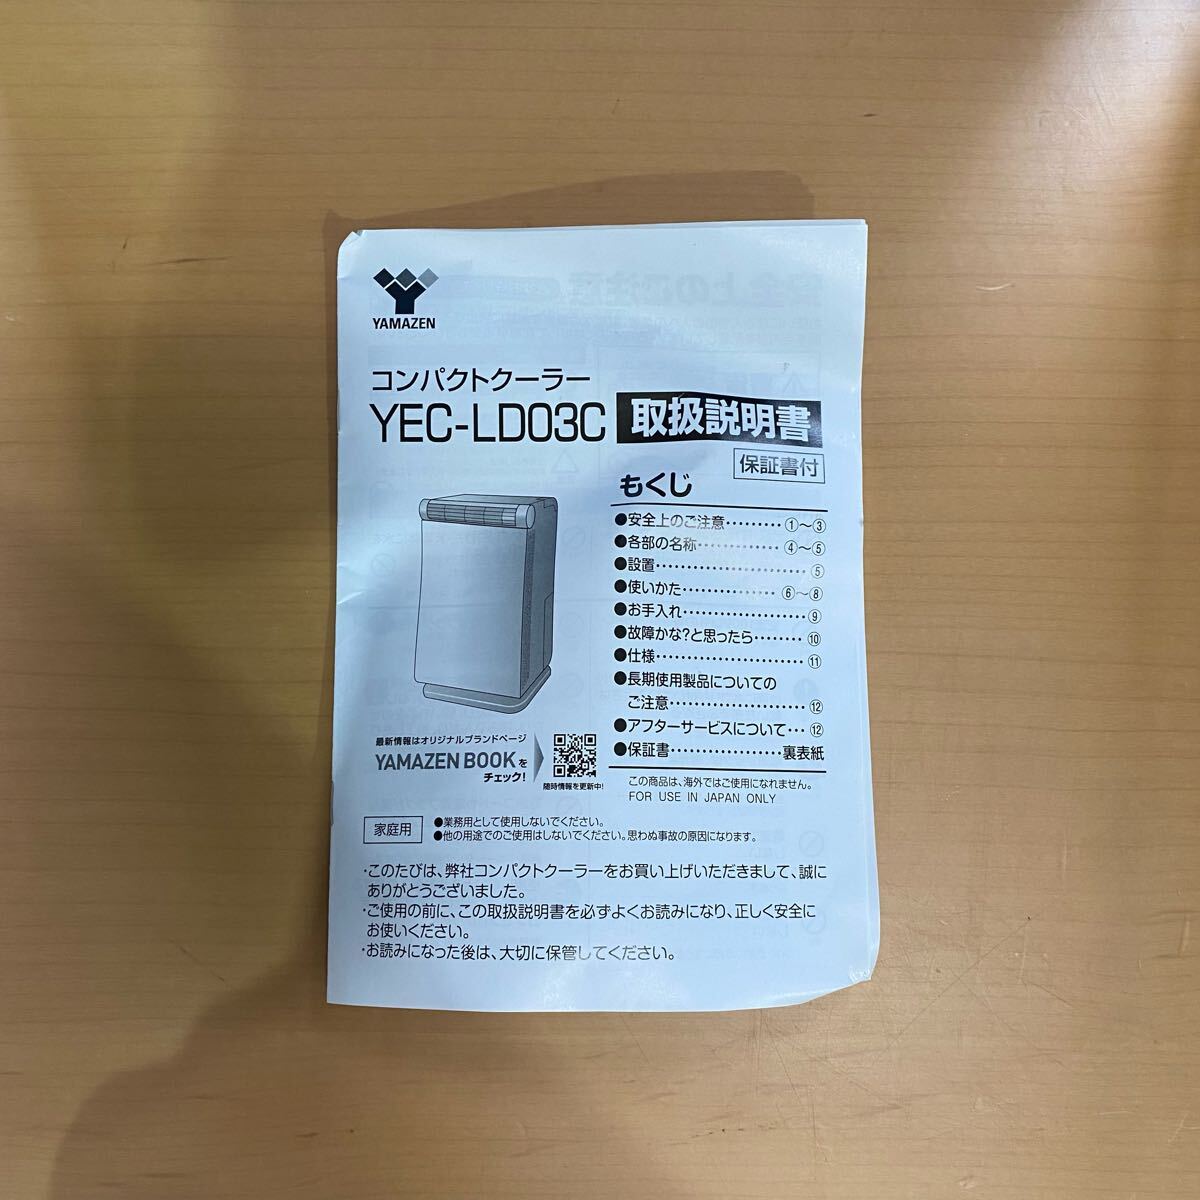 YAMAZEN
コンパクトクーラー
YEC-LD03C
取扱説明書
保証書付
もくじ
●安全上のご注意………①～③
●各部の名称…………④～⑤
●設置…………………⑤
●使いかた……………⑥～⑧
●お手入れ………………⑨
●故障かな?と思ったら………⑩
●仕様……………………⑪
●長期使用製品についての
ご注意…………………⑫
●アフターサービスについて…⑫
●保証書………………裏表紙
この商品は、海外ではご使用になれません。
FOR USE IN JAPAN ONLY
最新情報はオリジナルブランドページ
YAMAZEN BOOKを
チェック!
随時情報を更新中!
家庭用
●業務用として使用しないでください。
●他の用途でのご使用はしないでください。思わぬ事故の原因になります。
・このたびは、弊社コンパクトクーラーをお買い上げいただきまして、誠に
ありがとうございました。
・ご使用の前に、この取扱説明書を必ずよくお読みになり、正しく安全に
お使いください。
・お読みになった後は、大切に保管してください。